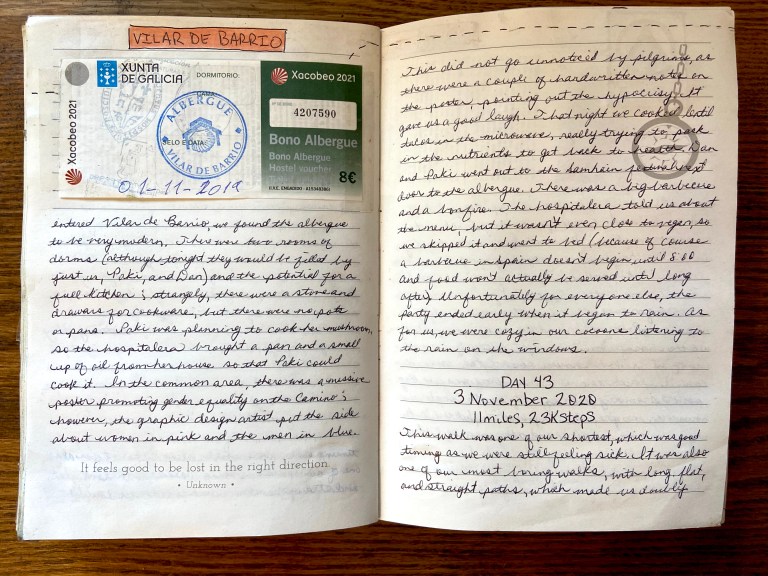 VILAR DE BARRIO
XUNTA
DE GALICIA
DORMITORIO:
Xacobeo 2021
Xacobeo 2021
4207590
ALBERGUE
VILAR DE BARRIO
SELO E DATA:
Bono Albergue
Bono Albergue
Hostel voucher
8€
01-11-2019
entered Vilar de Barrio, we found the albergue
to be very modern. There were two rooms of
dorms (although tonight they would be filled by
just us, Paki, and Dan) and the potential for a
full kitchen; strangely, there were a stove and
drawers for cookware, but there were no pots
or pans. Paki was planning to cook her mushroom,
so the hospitalera brought a pan and a small
cup of oil from her house so that Paki could
cook it. In the common area, there was a massive
poster promoting gender equality on the Camino;
however, the graphic design artist put the side
about women in pink and the men in blue.
It feels good to be lost in the right direction
• Unknown •
This did not go unnoticed by pilgrims, as
there were a couple of handwritten notes on
the poster, pointing out the hypocrisy. It
gave us a good laugh. That night we cooked lentil
dalos in the microwave, really trying to pack
in the nutrients to get back to health. Dan
and Paki went out to the Samhain festival next
door to the albergue. There was a big barbecue
and a bonfire. The hospitalera told us about
the menu, but it wasn't even close to vegan, so
we skipped it and went to bed (because of course
a barbecue in Spain doesn't begin until 8:00
and food won't actually be served until long
after). Unfortunately for everyone else, the
party ended early when it began to rain. As
for us, we were cozy in our cocoons listening to
the rain on the windows.
DAY 43
3 November 2020
11 miles, 23K steps
This walk was one of our shortest, which was good
timing as we were still feeling sick. It was also
one of our most boring walks, with long, flat,
and straight paths, which made us doubly